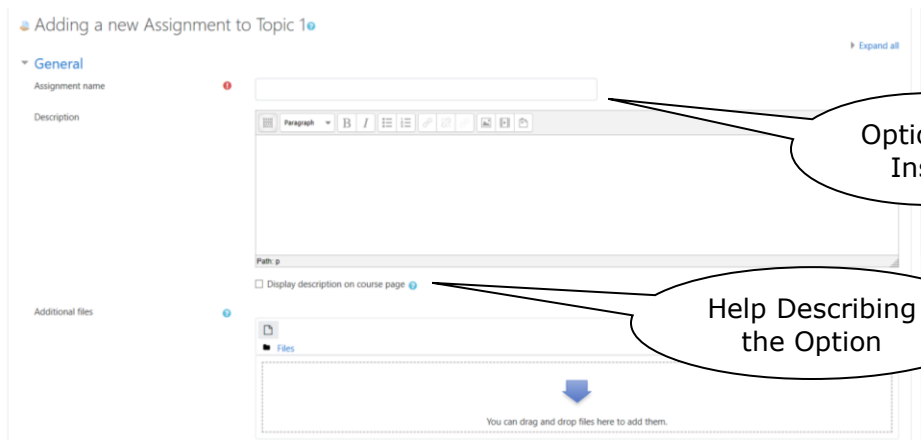 Adding a new Assignment to Topic 1
Expand all
General
Assignment name
Description
Paragraph B I
Path: p
Display description on course page
Additional files
Files
You can drag and drop files here to add them.
Help Describing
the Option